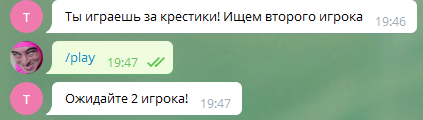 Т
Ты играешь за крестики! Ищем второго игрока 19:46
/play 19:47
Т
Ожидайте 2 игрока! 19:47